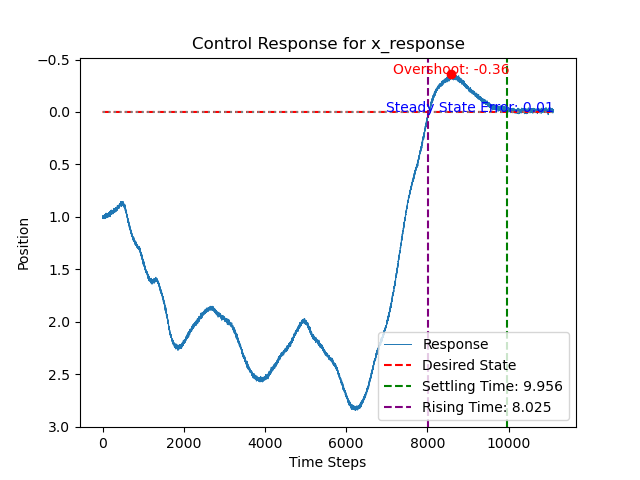 Control Response for x_response
−0.5
0.0
0.5
1.0
1.5
2.0
2.5
3.0
Position
Overshoot: -0.36
Steady State Error: 0.01
Response
Desired State
Settling Time: 9.956
Rising Time: 8.025
0
2000
4000
6000
8000
10000
Time Steps